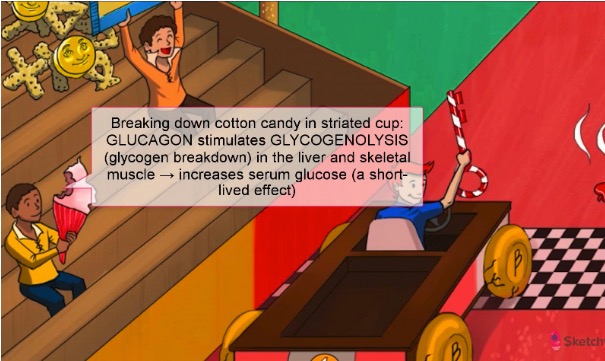 Breaking down cotton candy in striated cup:
GLUCAGON stimulates GLYCOGENOLYSIS
(glycogen breakdown) in the liver and skeletal
muscle → increases serum glucose (a short-
lived effect)
B
B
Sketchy